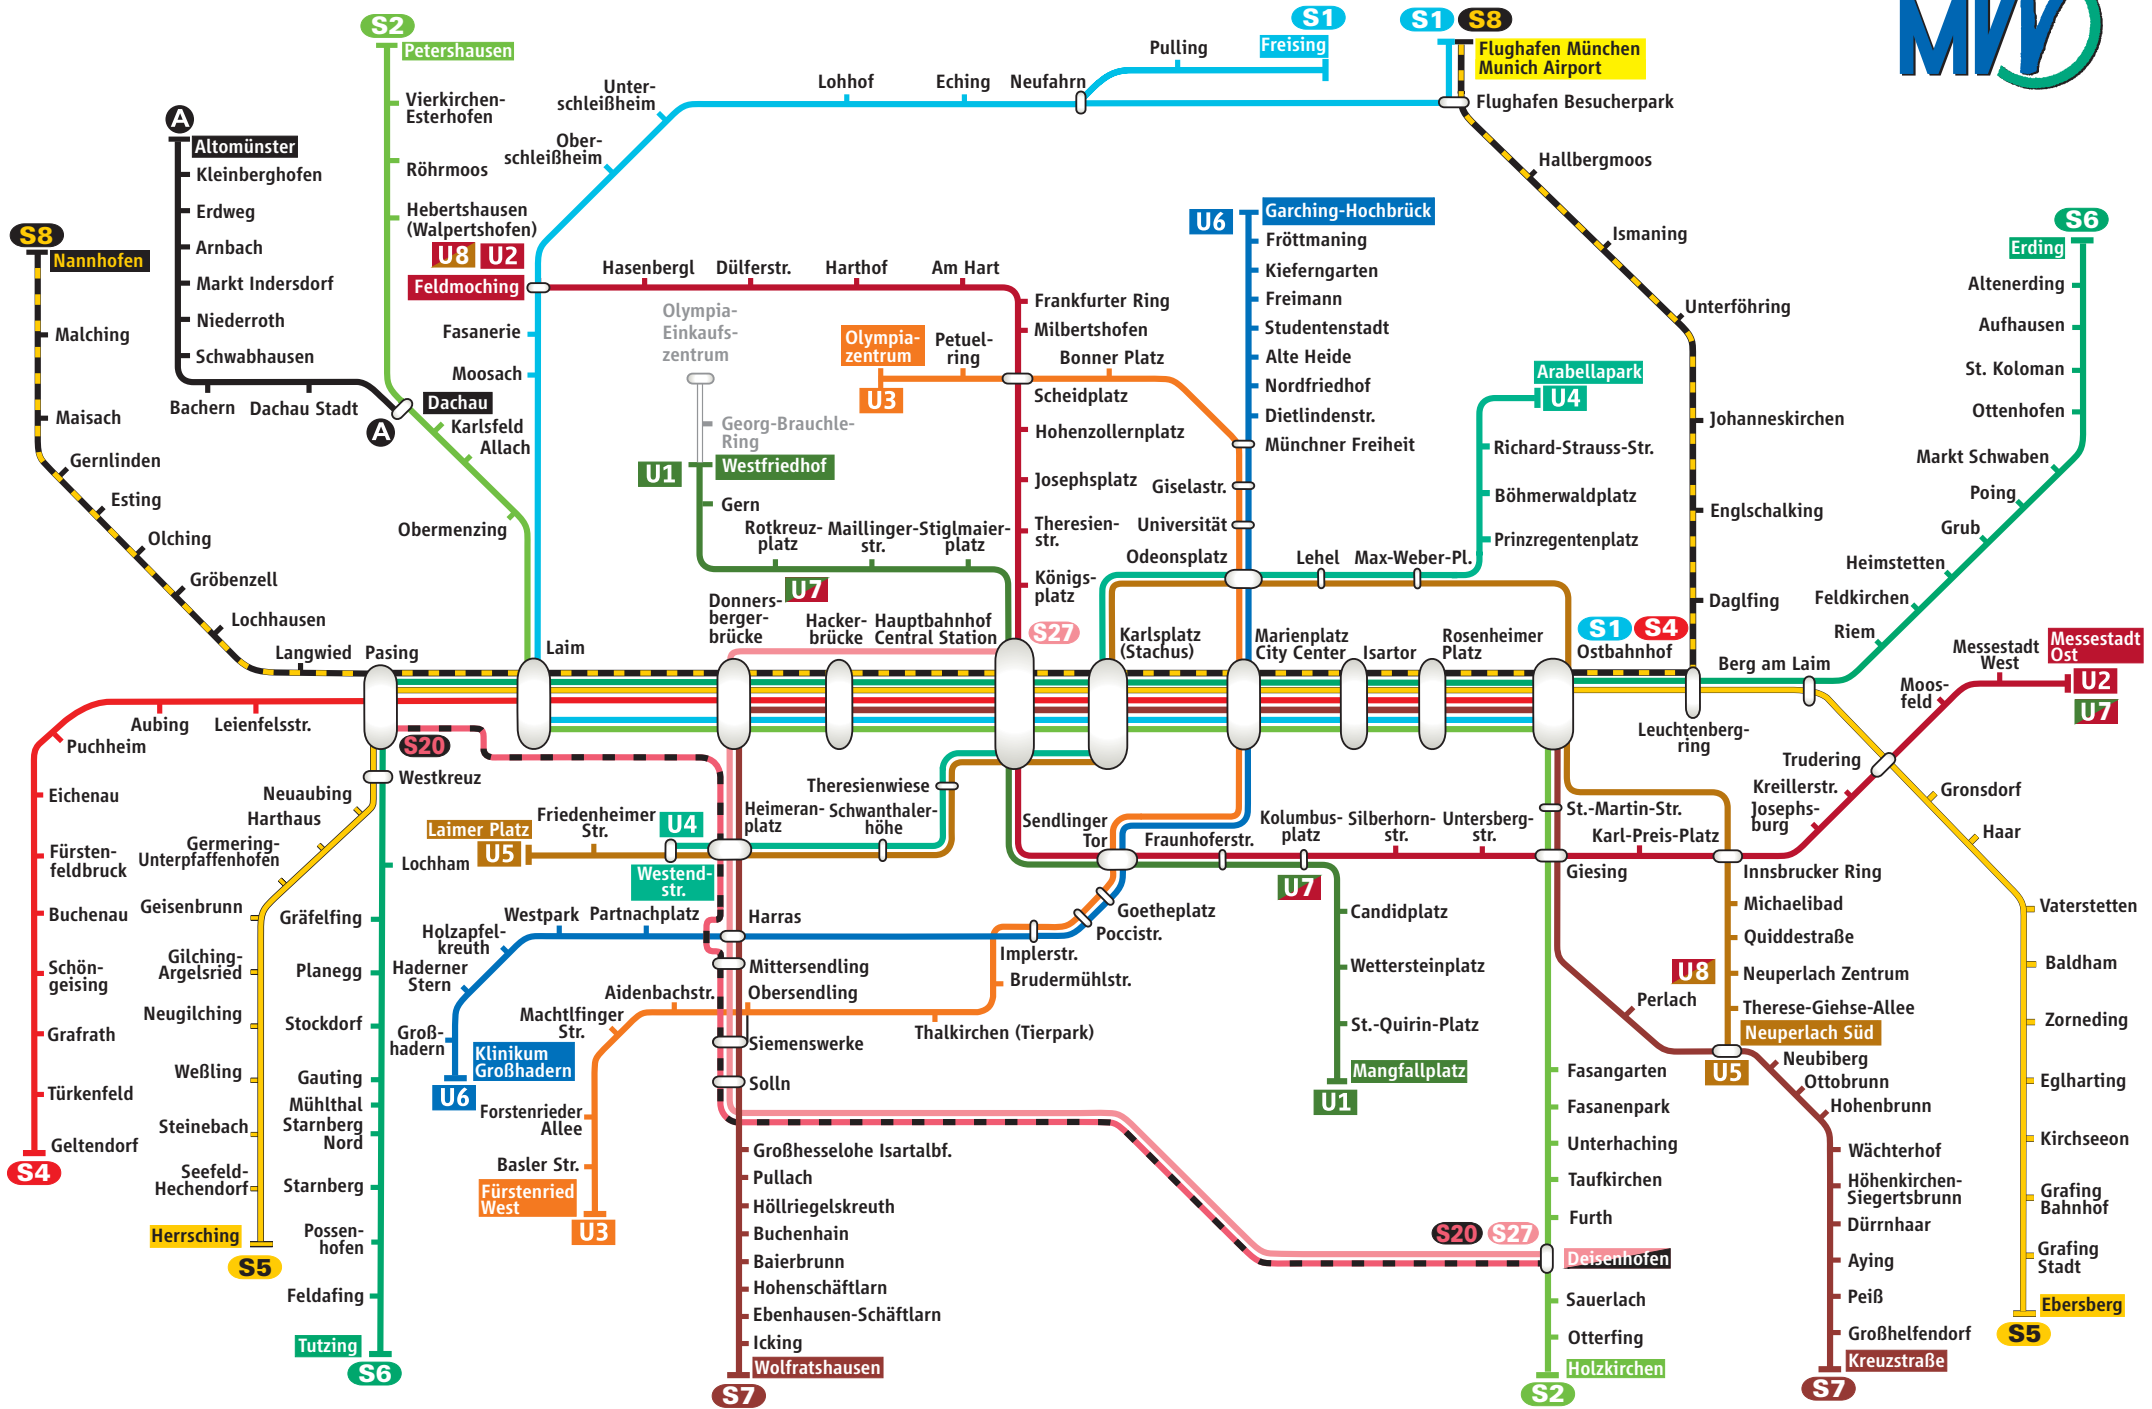 S2
Petershausen
Vierkirchen-
Esterhofen
Röhrmoos
Hebertshausen
(Walpertshofen)
A
Altomünster
Kleinberghofen
Erdweg
Arnbach
Markt Indersdorf
Niederroth
Schwabhausen
Bachern
Dachau Stadt
A
Dachau
Karlsfeld
Allach
Obermenzing
S8
Nannhofen
Malching
Maisach
Gernlinden
Esting
Olching
Gröbenzell
Lochhausen
Langwied
Pasing
S1
Freising
Pulling
Neufahrn
Eching
Lohhof
Unter-
schleißheim
Ober-
schleißheim
U8
U2
Feldmoching
Fasanerie
Moosach
Laim
S1
S8
Flughafen München
Munich Airport
Flughafen Besucherpark
Hallbergmoos
Ismaning
Unterföhring
Johanneskirchen
Englschalking
Daglfing
MVV
S6
Erding
Altenerding
Aufhausen
St. Koloman
Ottenhofen
Markt Schwaben
Poing
Grub
Heimstetten
Feldkirchen
Riem
Berg am Laim
Hasenbergl
Dülferstr.
Harthof
Am Hart
Frankfurter Ring
Milbertshofen
Scheidplatz
Hohenzollernplatz
Josephsplatz
Theresien-
str.
Königs-
platz
Olympia-
Einkaufs-
zentrum
Georg-Brauchle-
Ring
U1
Westfriedhof
Gern
Rotkreuz-
platz
Maillinger-
str.
Stiglmaier-
platz
U7
Olympia-
zentrum
U3
Petuel-
ring
Bonner Platz
U6
Garching-Hochbrück
Fröttmaning
Kieferngarten
Freimann
Studentenstadt
Alte Heide
Nordfriedhof
Dietlindenstr.
Münchner Freiheit
Giselastr.
Universität
Odeonsplatz
Lehel
Max-Weber-Pl.
Arabellapark
U4
Richard-Strauss-Str.
Böhmerwaldplatz
Prinzregentenplatz
Donners-
berger-
brücke
Hacker-
brücke
Hauptbahnhof
Central Station
S27
Karlsplatz
(Stachus)
Marienplatz
City Center
Isartor
Rosenheimer
Platz
S1
S4
Ostbahnhof
Leuchtenberg-
ring
Messestadt
West
Messestadt
Ost
U2
U7
Moos-
feld
Trudering
Kreillerstr.
Josephs-
burg
Gronsdorf
Haar
Vaterstetten
Baldham
Zorneding
Eglharting
Kirchseeon
Grafing
Bahnhof
Grafing
Stadt
Ebersberg
S5
Aubing
Leienfelsstr.
Puchheim
Eichenau
Fürsten-
feldbruck
Buchenau
Schön-
geising
Grafrath
Türkenfeld
Geltendorf
S4
S20
Westkreuz
Neuaubing
Harthaus
Germering-
Unterpfaffenhofen
Geisenbrunn
Gilching-
Argelsried
Neugilching
Weßling
Steinebach
Seefeld-
Hechendorf
Herrsching
S5
Lochham
Gräfelfing
Planegg
Stockdorf
Gauting
Mühlthal
Starnberg
Nord
Starnberg
Possen-
hofen
Feldafing
Tutzing
S6
Laimer Platz
U5
Friedenheimer
Str.
U4
Westend-
str.
Heimeran-
platz
Schwanthaler-
höhe
Theresienwiese
Harras
Partnachplatz
Westpark
Holzapfel-
kreuth
Haderner
Stern
Groß-
hadern
Klinikum
Großhadern
U6
Mittersendling
Obersendling
Aidenbachstr.
Machtlfinger
Str.
Forstenrieder
Allee
Basler Str.
Fürstenried
West
U3
Siemenswerke
Solln
Großhesselohe Isartalbf.
Pullach
Höllriegelskreuth
Buchenhain
Baierbrunn
Hohenschäftlarn
Ebenhausen-Schäftlarn
Icking
Wolfratshausen
S7
Sendlinger
Tor
Goetheplatz
Poccistr.
Implerstr.
Brudermühlstr.
Thalkirchen (Tierpark)
Fraunhoferstr.
Kolumbus-
platz
U7
Silberhorn-
str.
Untersberg-
str.
Candidplatz
Wettersteinplatz
St.-Quirin-Platz
Mangfallplatz
U1
St.-Martin-Str.
Karl-Preis-Platz
Giesing
Innsbrucker Ring
Michaelibad
Quiddestraße
U8
Neuperlach Zentrum
Therese-Giehse-Allee
Neuperlach Süd
U5
Perlach
Neubiberg
Ottobrunn
Hohenbrunn
Wächterhof
Höhenkirchen-
Siegertsbrunn
Dürrnhaar
Aying
Peiß
Großhelfendorf
Kreuzstraße
S7
Fasangarten
Fasanenpark
Unterhaching
Taufkirchen
Furth
S20
S27
Deisenhofen
Sauerlach
Otterfing
Holzkirchen
S2